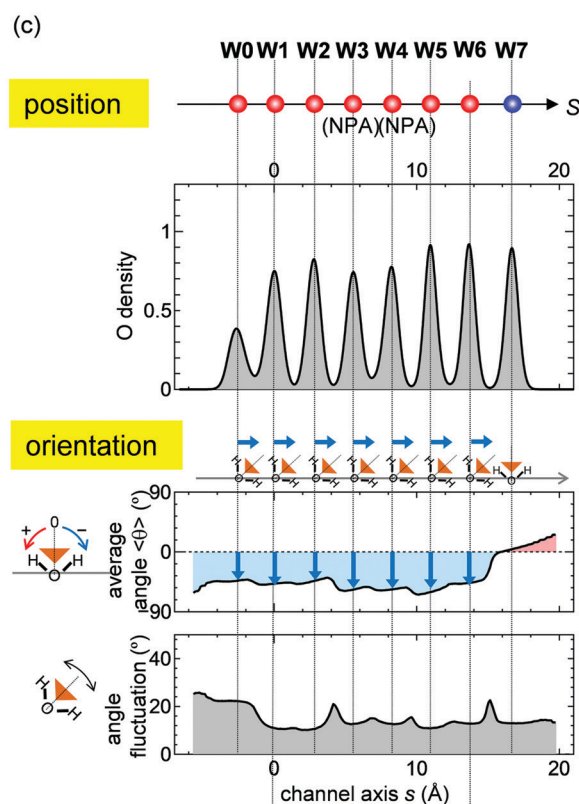 (c)
W0 W1 W2 W3 W4 W5 W6 W7
position
S
(NPA)(NPA)
0 20
1
0.5
0
O density
orientation
H O H H O H H O H H O H H O H H O H H O H H O H
-90
0
90
average
angle <θ> (°)
+ 0 −
H H
O
40
20
0
angle
fluctuation (°)
H
O H
0 10 20
channel axis s (Å)